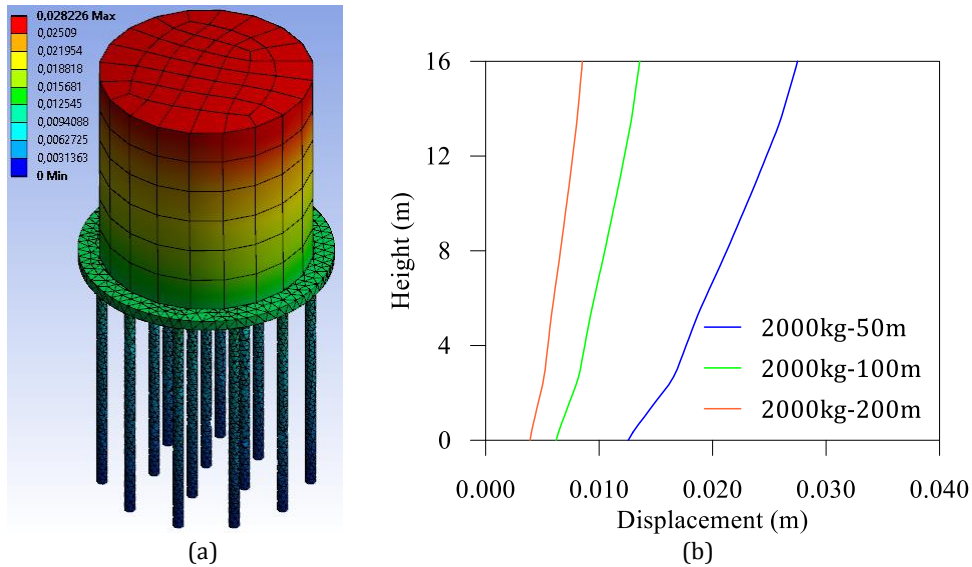 0,028226 Max
0,02509
0,021954
0,018818
0,015681
0,012545
0,0094088
0,0062725
0,0031363
0 Min
(a)
16
12
8
4
0
Height (m)
2000kg-50m
2000kg-100m
2000kg-200m
0.000 0.010 0.020 0.030 0.040
Displacement (m)
(b)